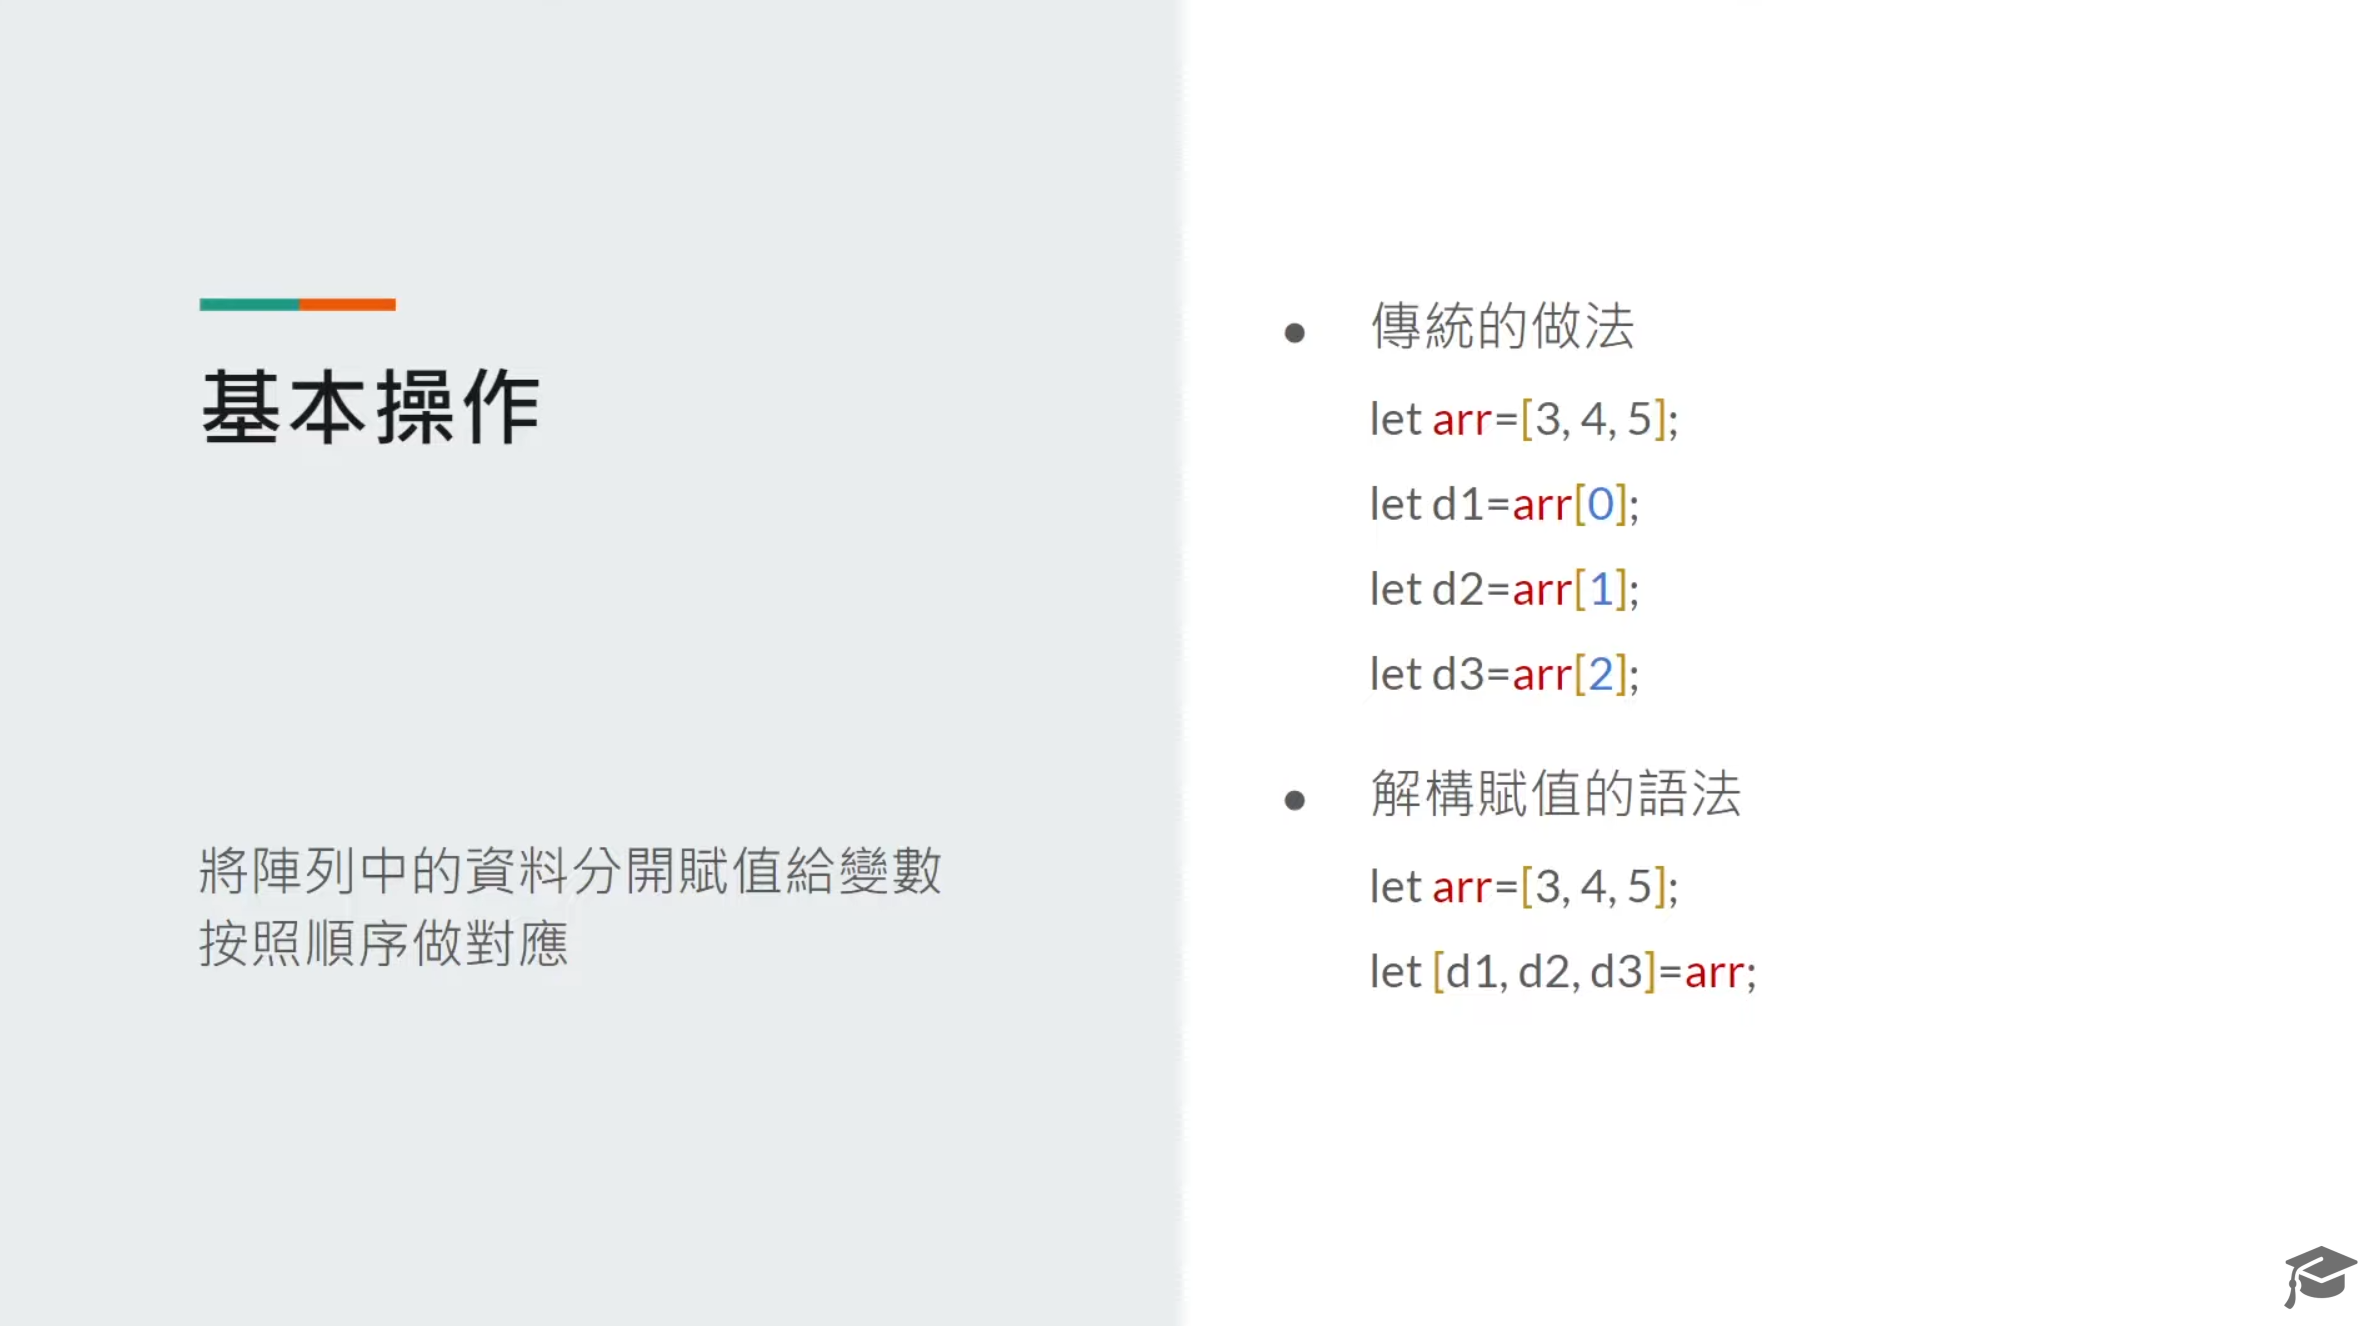 基本操作
將陣列中的資料分開賦值給變數
按照順序做對應
● 傳統的做法
let arr=[3, 4, 5];
let d1=arr[0];
let d2=arr[1];
let d3=arr[2];
● 解構賦值的語法
let arr=[3, 4, 5];
let [d1, d2, d3]=arr;